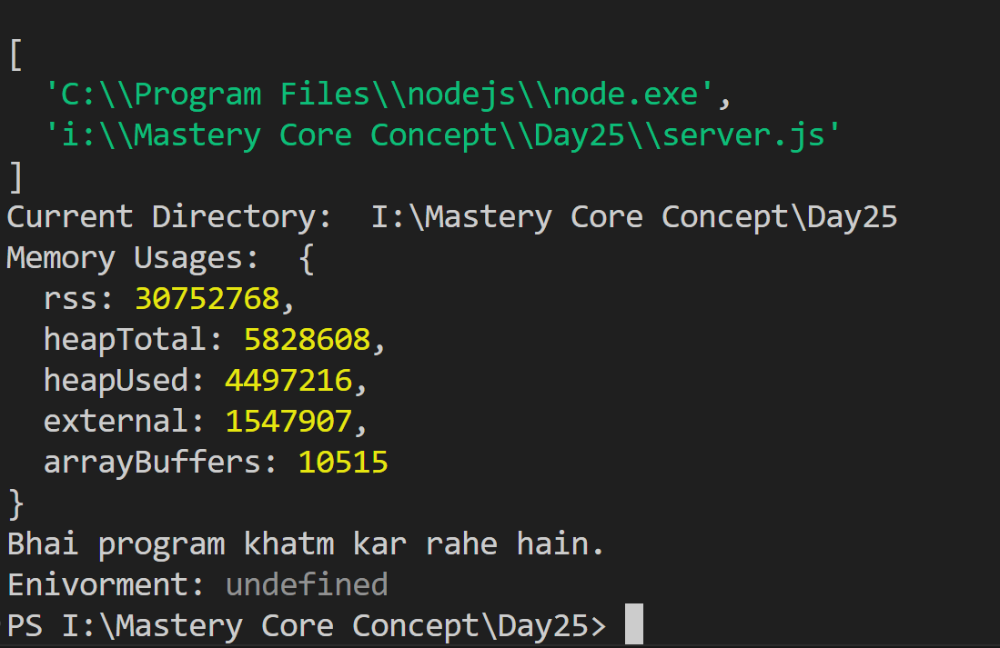 [
  'C:\\Program Files\\nodejs\\node.exe',
  'i:\\Mastery Core Concept\\Day25\\server.js'
]
Current Directory:  I:\Mastery Core Concept\Day25
Memory Usages:  {
  rss: 30752768,
  heapTotal: 5828608,
  heapUsed: 4497216,
  external: 1547907,
  arrayBuffers: 10515
}
Bhai program khatm kar rahe hain.
Enivorment: undefined
PS I:\Mastery Core Concept\Day25>